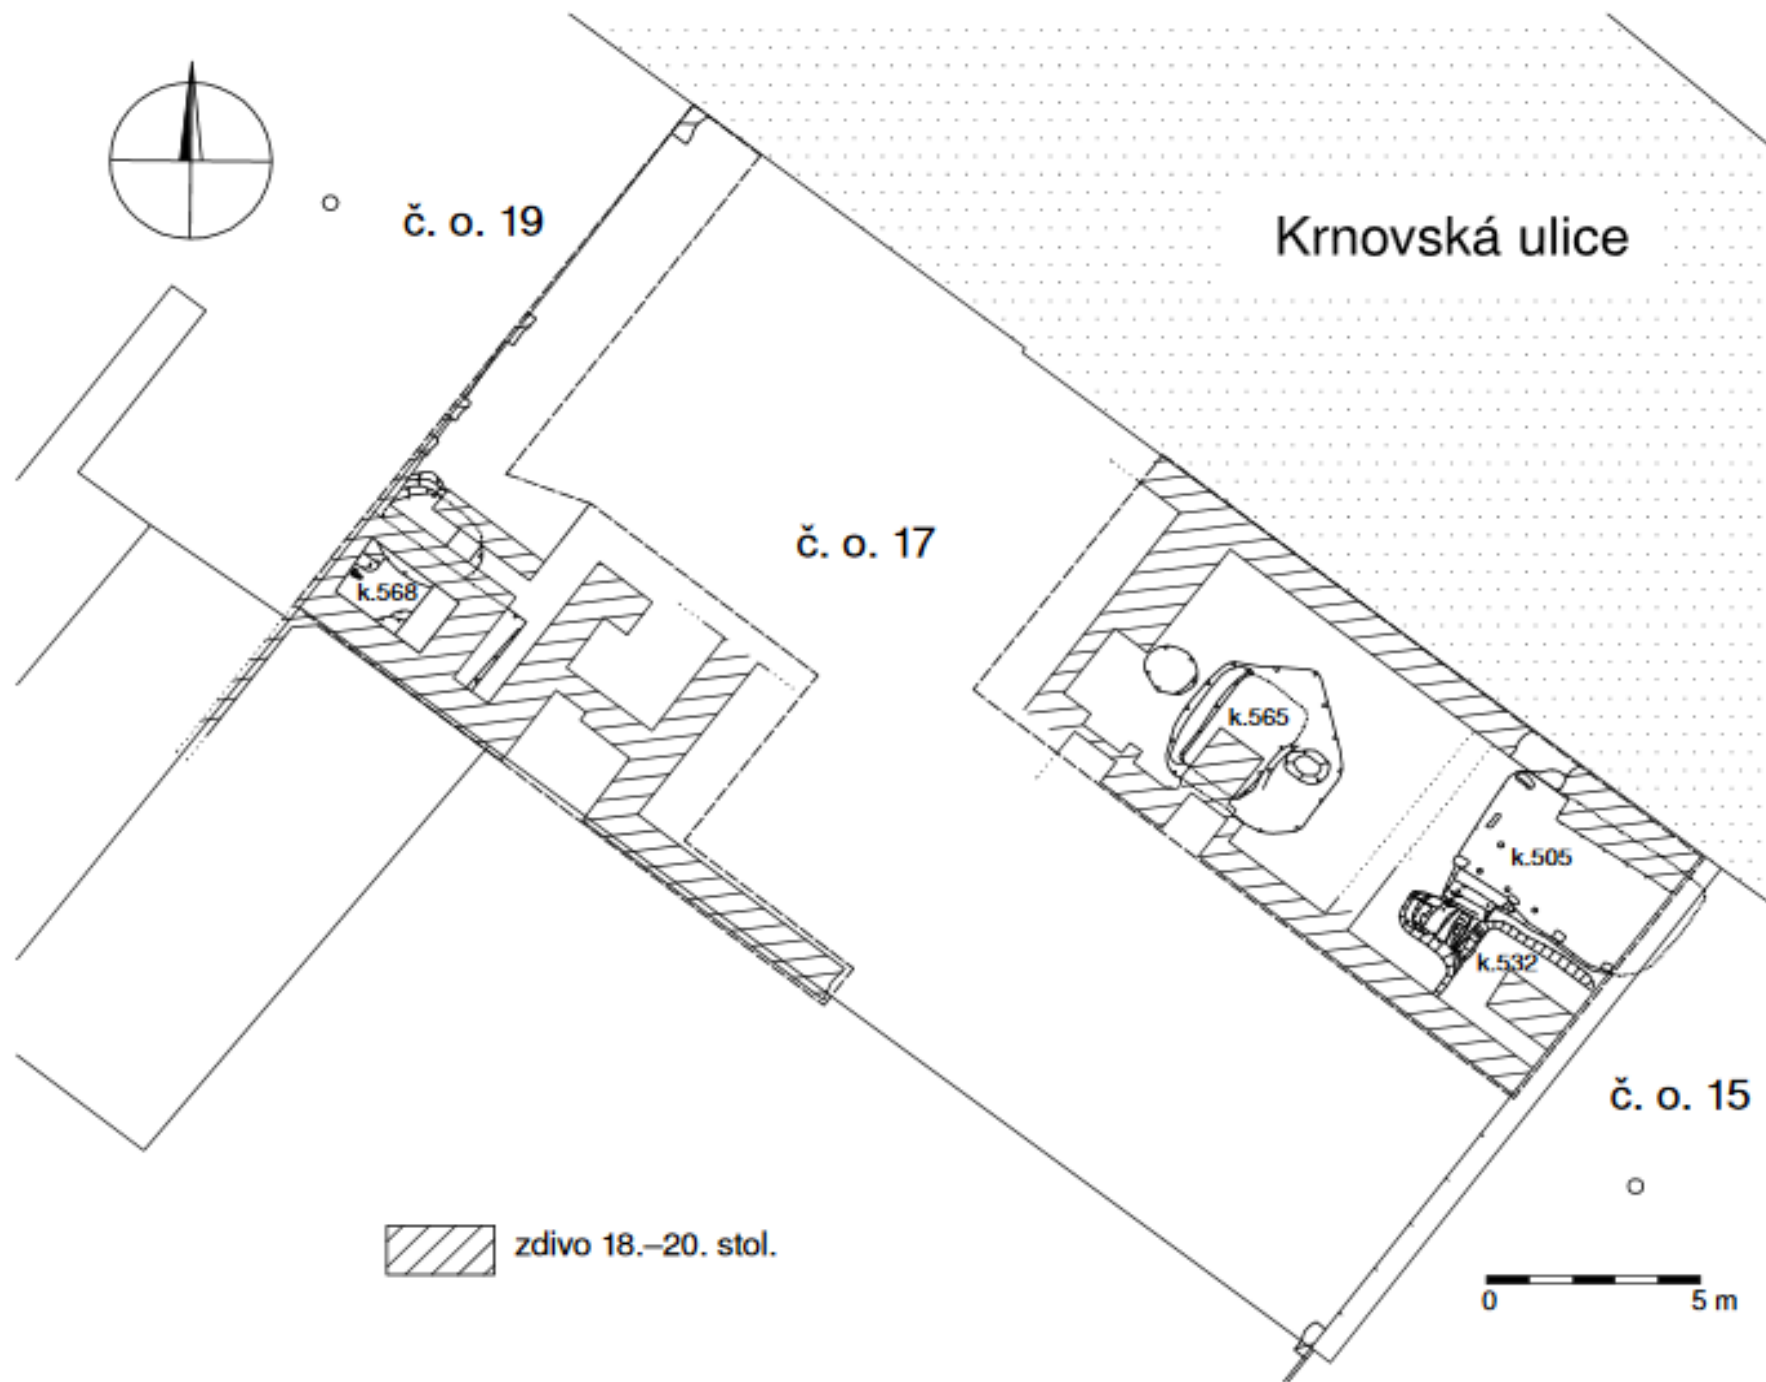 č. o. 19
Krnovská ulice
č. o. 17
k.568
k.565
k.505
k.532
č. o. 15
zdivo 18.–20. stol.
0 5 m